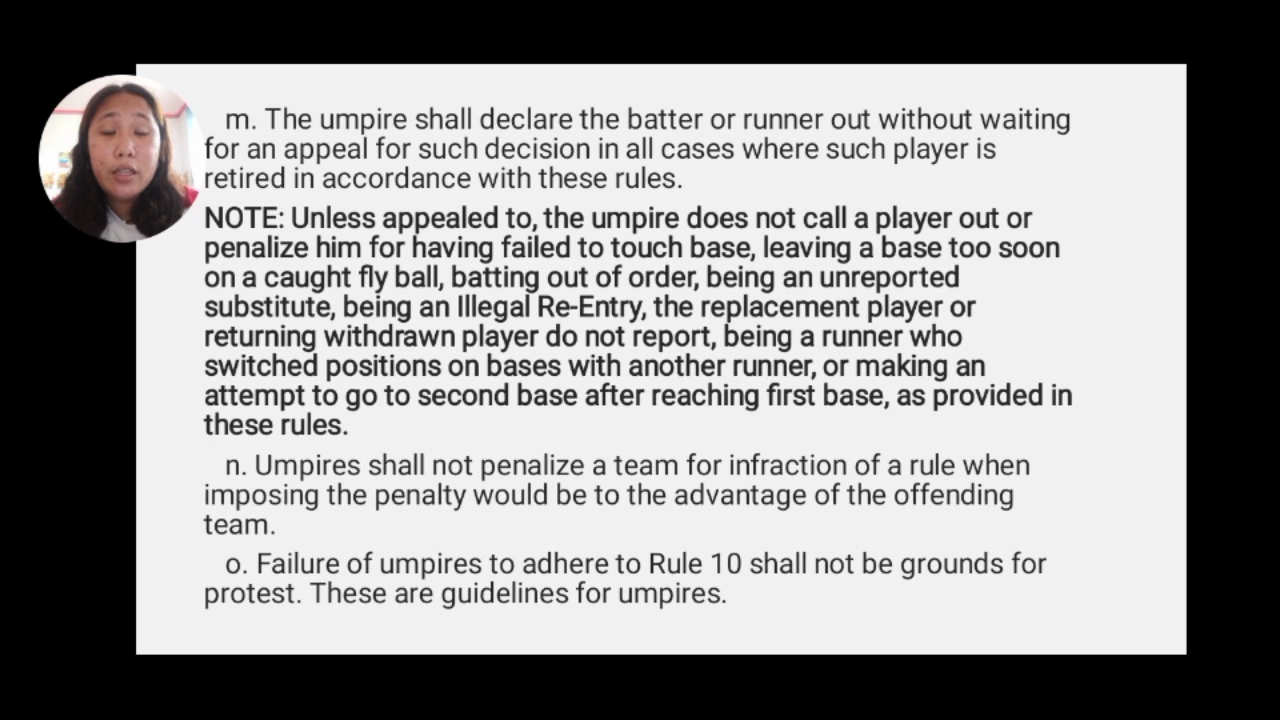 m. The umpire shall declare the batter or runner out without waiting
for an appeal for such decision in all cases where such player is
retired in accordance with these rules.
NOTE: Unless appealed to, the umpire does not call a player out or
penalize him for having failed to touch base, leaving a base too soon
on a caught fly ball, batting out of order, being an unreported
substitute, being an Illegal Re-Entry, the replacement player or
returning withdrawn player do not report, being a runner who
switched positions on bases with another runner, or making an
attempt to go to second base after reaching first base, as provided in
these rules.
n. Umpires shall not penalize a team for infraction of a rule when
imposing the penalty would be to the advantage of the offending
team.
o. Failure of umpires to adhere to Rule 10 shall not be grounds for
protest. These are guidelines for umpires.